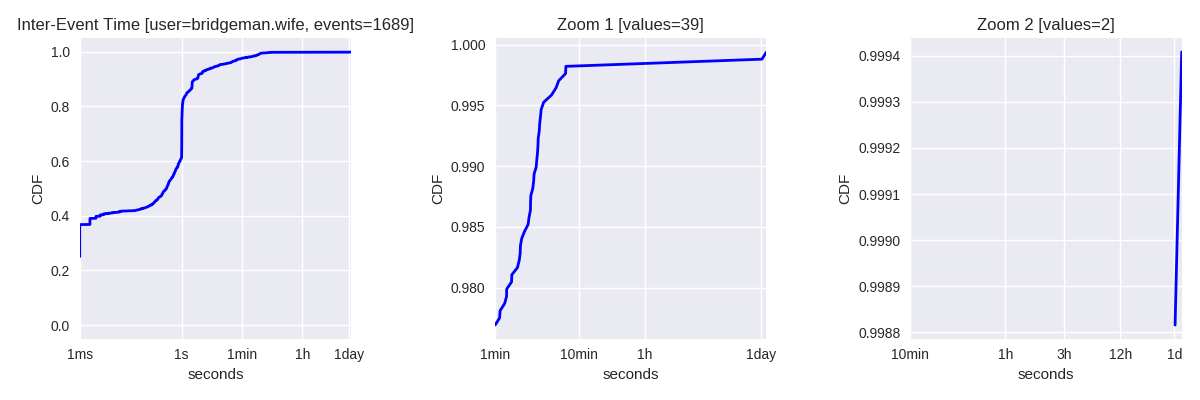 Inter-Event Time [user=bridgeman.wife, events=1689]
CDF
1.0
0.8
0.6
0.4
0.2
0.0
1ms 1s 1min 1h 1day
seconds
Zoom 1 [values=39]
CDF
1.000
0.995
0.990
0.985
0.980
1min 10min 1h 1day
seconds
Zoom 2 [values=2]
CDF
0.9994
0.9993
0.9992
0.9991
0.9990
0.9989
0.9988
10min 1h 3h 12h 1d
seconds